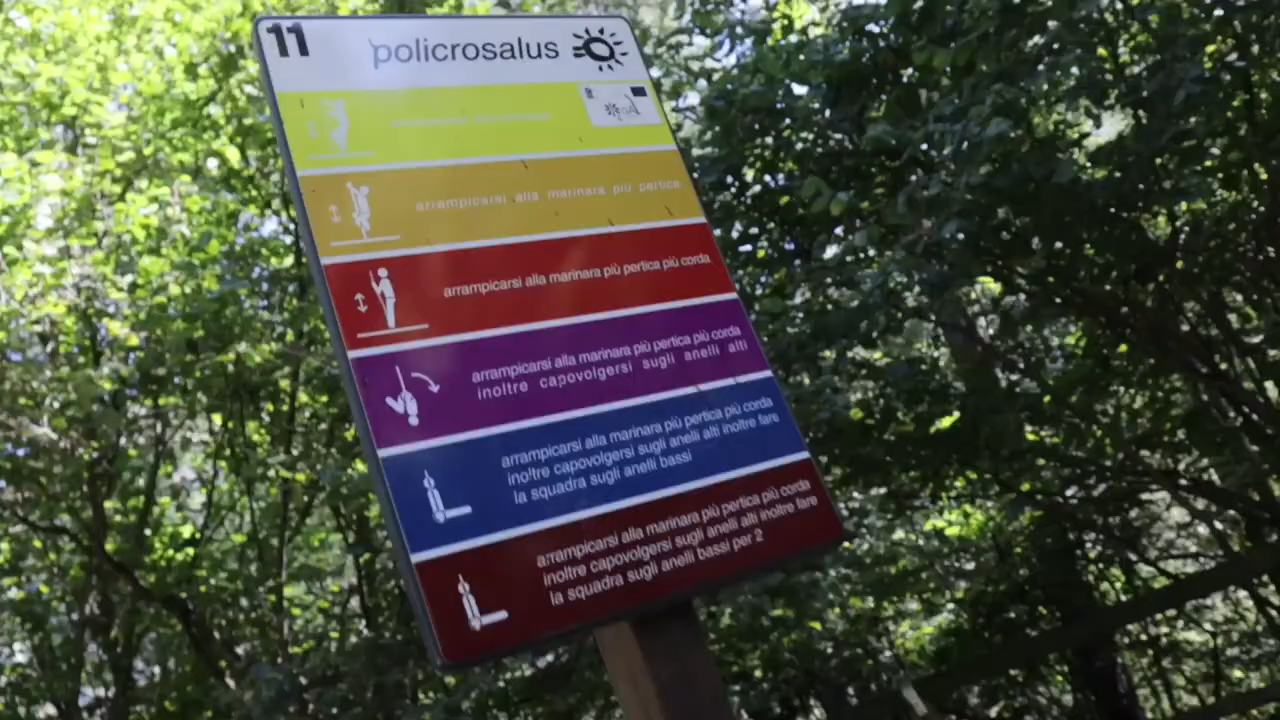 11
policrosalus
arrampicarsi alla marinara più pertica
arrampicarsi alla marinara più pertica più corda
arrampicarsi alla marinara più pertica più corda
inoltre capovolgersi sugli anelli alti
arrampicarsi alla marinara più pertica più corda
inoltre capovolgersi sugli anelli alti inoltre fare
la squadra sugli anelli bassi
arrampicarsi alla marinara più pertica più corda
inoltre capovolgersi sugli anelli alti inoltre fare
la squadra sugli anelli bassi per 2